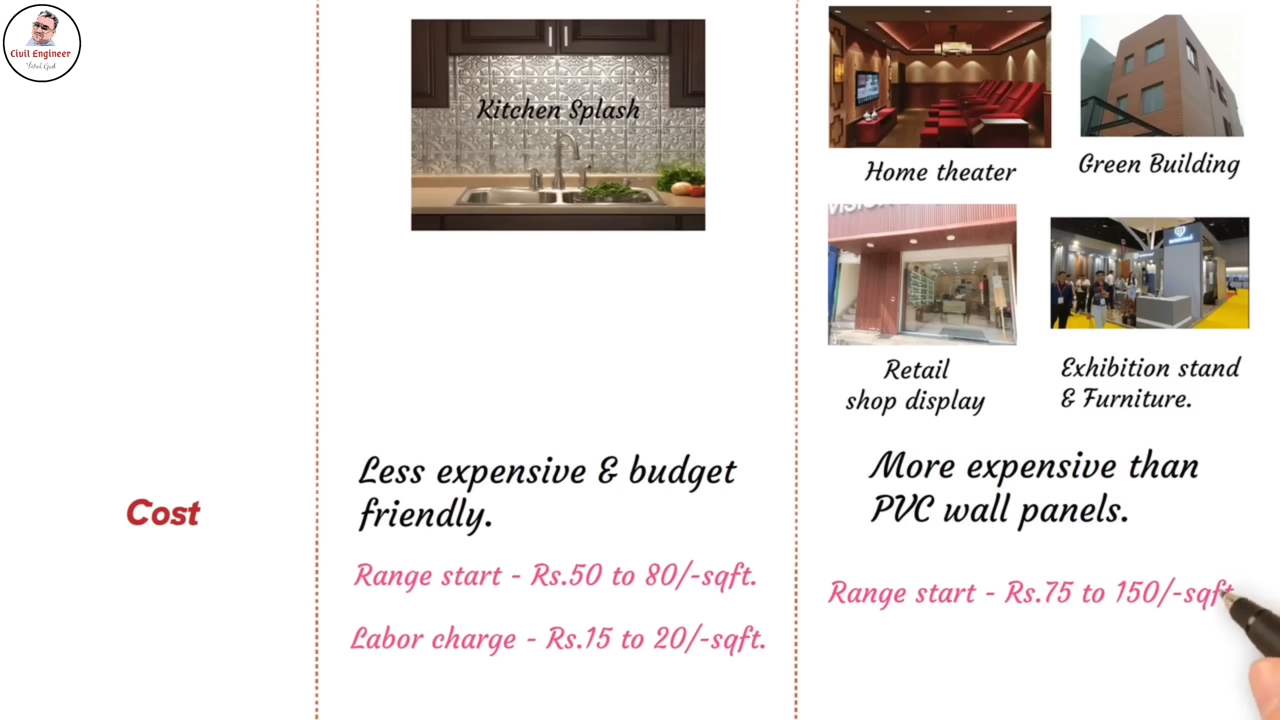 Civil Engineer
Kitchen Splash
Home theater
Green Building
Retail
shop display
Exhibition stand
& Furniture.
Cost
Less expensive & budget
friendly.
Range start - Rs.50 to 80/-sqft.
Labor charge - Rs.15 to 20/-sqft.
More expensive than
PVC wall panels.
Range start - Rs.75 to 150/-sqft